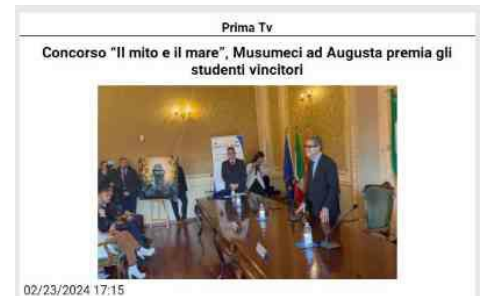 Prima Tv
Concorso "Il mito e il mare", Musumeci ad Augusta premia gli
studenti vincitori
02/23/2024 17:15